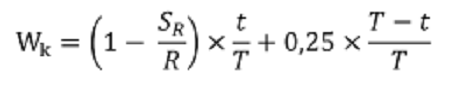 W_k = (1 − S_R/R) × t/T + 0,25 × (T − t)/T